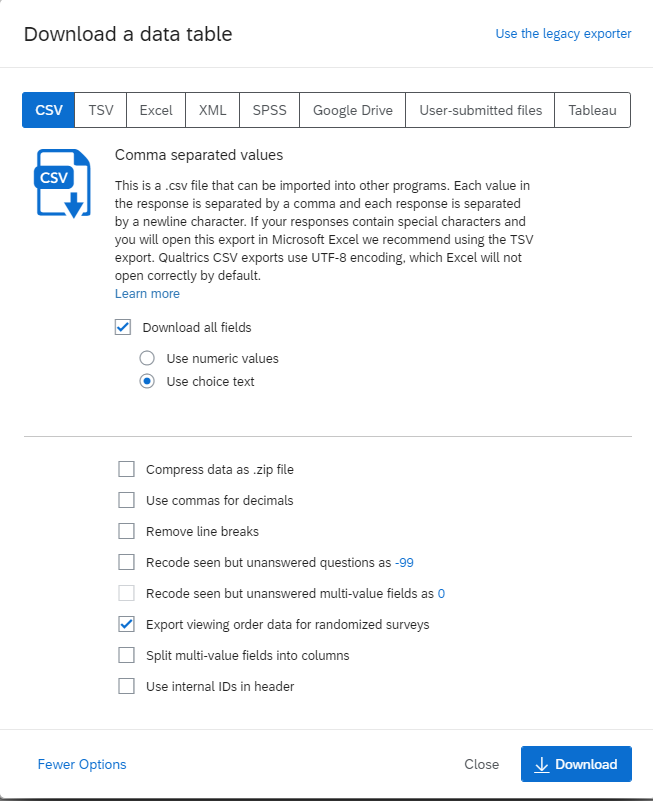 Download a data table
Use the legacy exporter
CSV
TSV
Excel
XML
SPSS
Google Drive
User-submitted files
Tableau
CSV
Comma separated values
This is a .csv file that can be imported into other programs. Each value in
the response is separated by a comma and each response is separated
by a newline character. If your responses contain special characters and
you will open this export in Microsoft Excel we recommend using the TSV
export. Qualtrics CSV exports use UTF-8 encoding, which Excel will not
open correctly by default.
Learn more
Download all fields
Use numeric values
Use choice text
Compress data as .zip file
Use commas for decimals
Remove line breaks
Recode seen but unanswered questions as -99
Recode seen but unanswered multi-value fields as 0
Export viewing order data for randomized surveys
Split multi-value fields into columns
Use internal IDs in header
Fewer Options
Close
Download